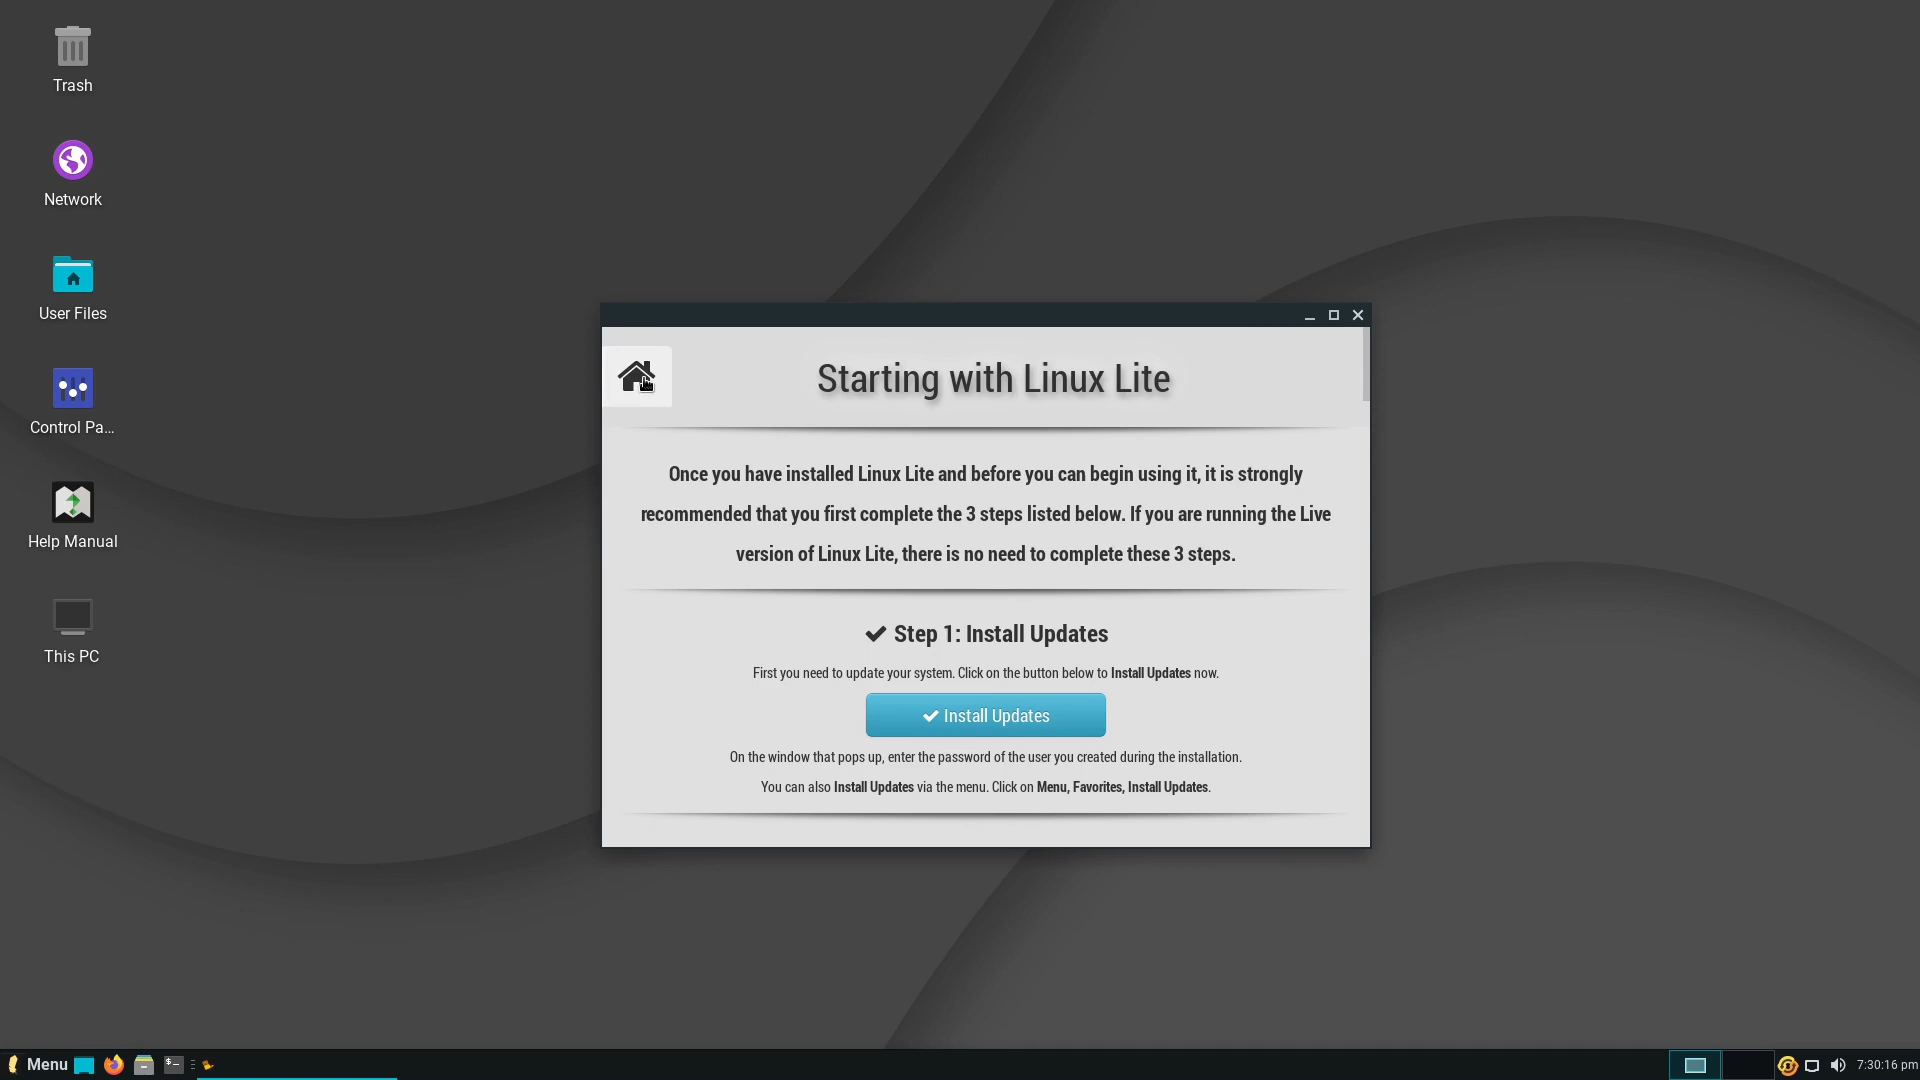 Trash
Network
User Files
Control Pa...
Help Manual
This PC
Starting with Linux Lite
Once you have installed Linux Lite and before you can begin using it, it is strongly
recommended that you first complete the 3 steps listed below. If you are running the Live
version of Linux Lite, there is no need to complete these 3 steps.
Step 1: Install Updates
First you need to update your system. Click on the button below to Install Updates now.
Install Updates
On the window that pops up, enter the password of the user you created during the installation.
You can also Install Updates via the menu. Click on Menu, Favorites, Install Updates.
Menu
7:30:16 pm